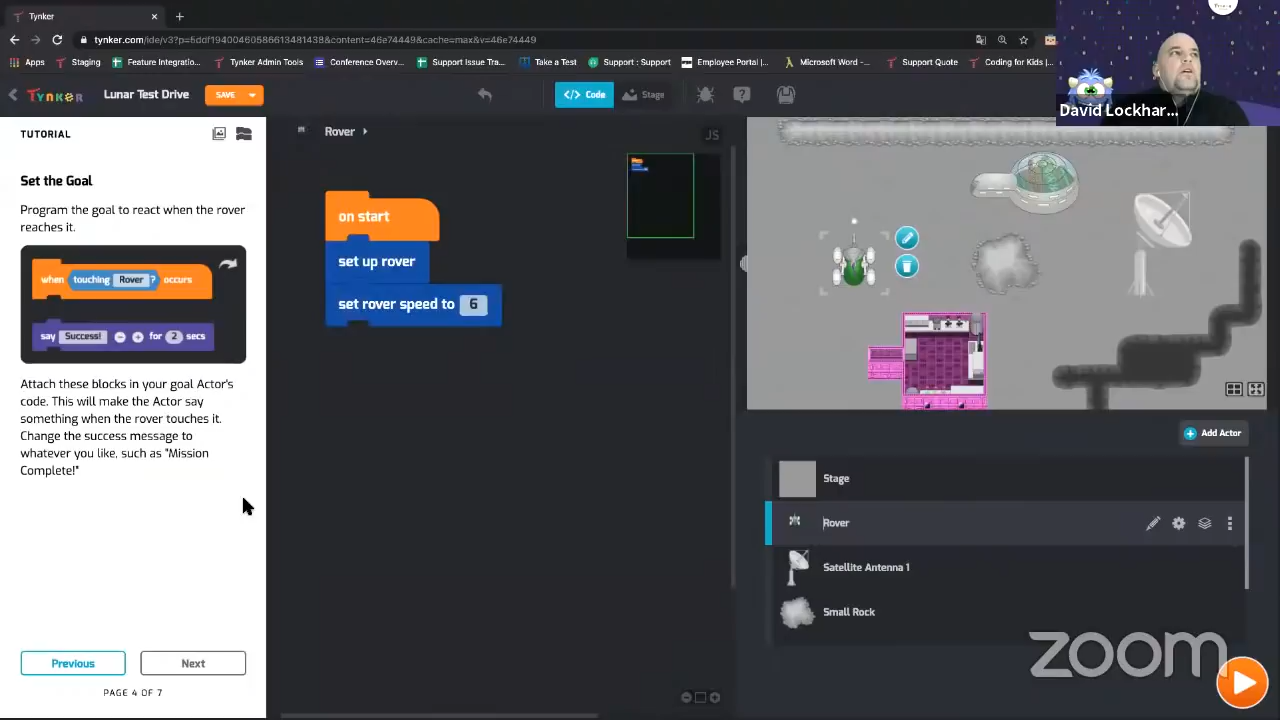 Tynker
tynker.com/ide/v3?p=5ddf19400460586613481438&content=46e74449&cache=max&v=46e74449
Apps
Staging
Feature Integratio...
Tynker Admin Tools
Conference Overv...
Support Issue Tra...
Take a Test
Support : Support
Employee Portal |...
Microsoft Word -...
Support Quote
Coding for Kids | ...
David Lockhar...
TYNKER
Lunar Test Drive
SAVE
</> Code
Stage
TUTORIAL
Set the Goal
Program the goal to react when the rover
reaches it.
when touching Rover ? occurs
say Success! - + for 2 secs
Attach these blocks in your goal Actor's
code. This will make the Actor say
something when the rover touches it.
Change the success message to
whatever you like, such as "Mission
Complete!"
Previous
Next
PAGE 4 OF 7
Rover
JS
on start
set up rover
set rover speed to 6
Add Actor
Stage
Rover
Satellite Antenna 1
Small Rock
zoom